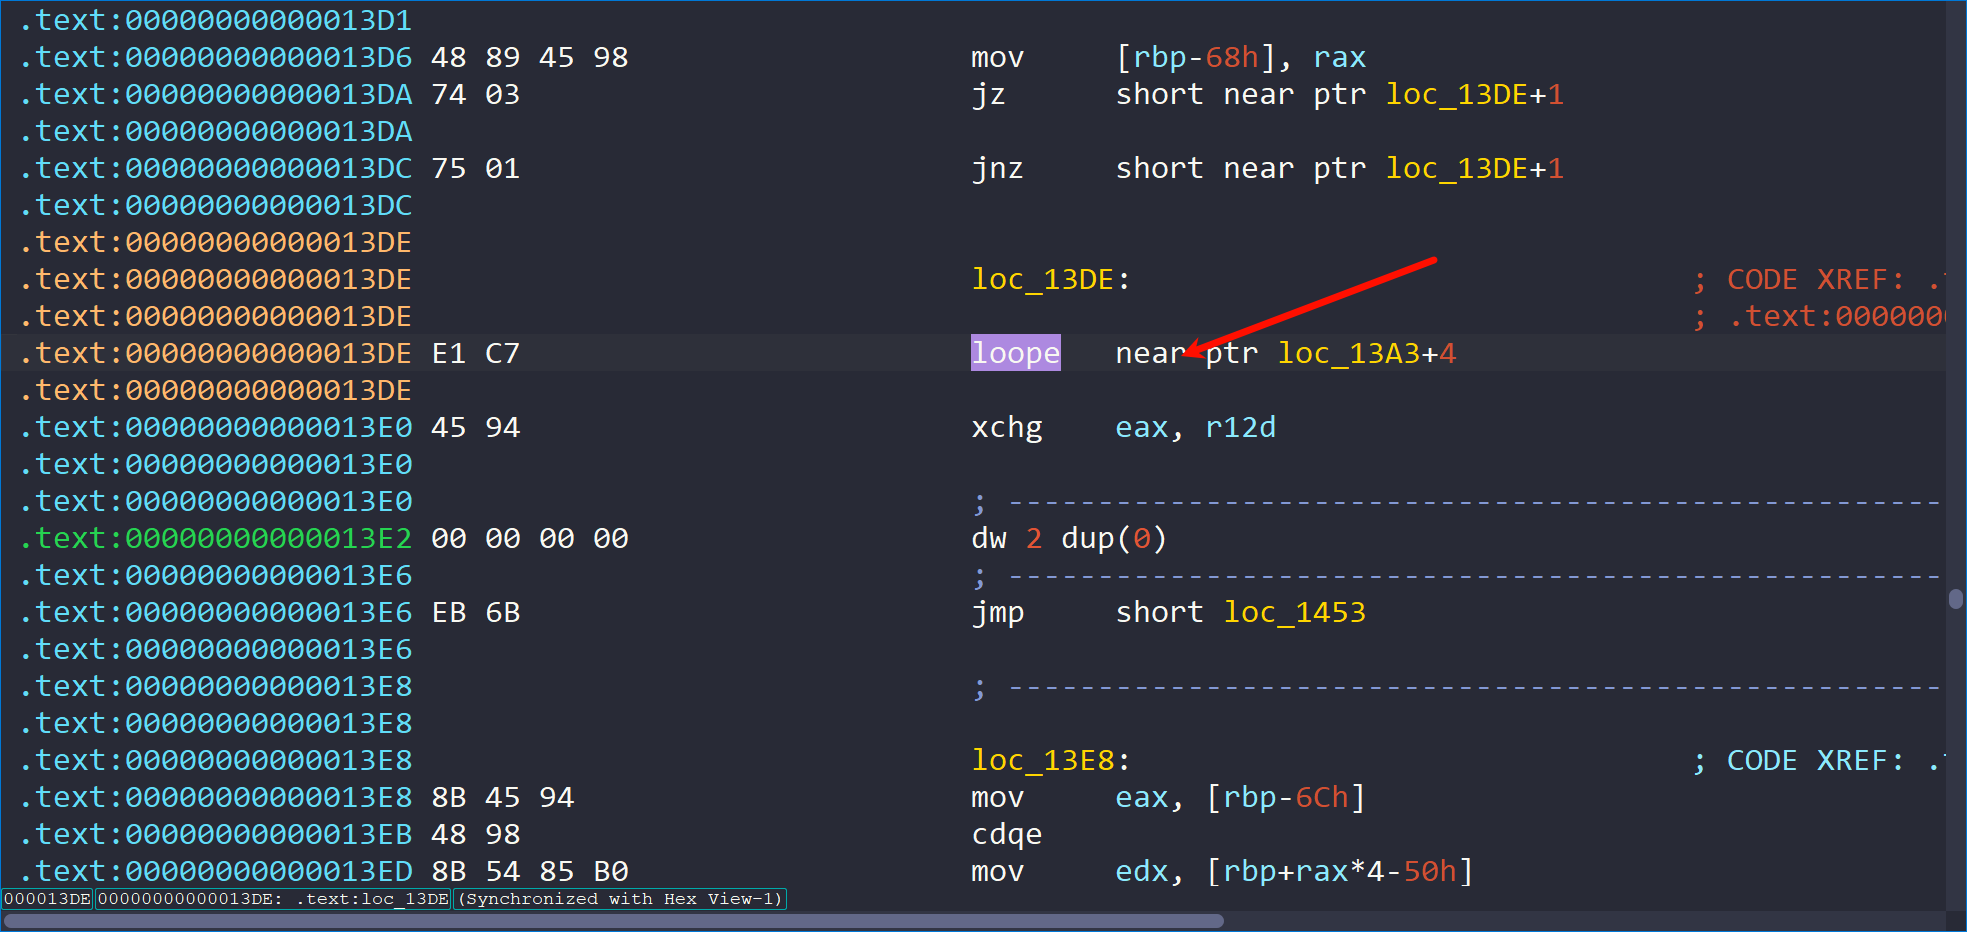 .text:00000000000013D1
.text:00000000000013D6 48 89 45 98 mov [rbp-68h], rax
.text:00000000000013DA 74 03 jz short near ptr loc_13DE+1
.text:00000000000013DA
.text:00000000000013DC 75 01 jnz short near ptr loc_13DE+1
.text:00000000000013DC
.text:00000000000013DE
.text:00000000000013DE loc_13DE: ; CODE XREF: .
.text:00000000000013DE ; .text:000000
.text:00000000000013DE E1 C7 loope near ptr loc_13A3+4
.text:00000000000013DE
.text:00000000000013E0 45 94 xchg eax, r12d
.text:00000000000013E0
.text:00000000000013E0 ; ----------------------------------------------------
.text:00000000000013E2 00 00 00 00 dw 2 dup(0)
.text:00000000000013E6 ; ----------------------------------------------------
.text:00000000000013E6 EB 6B jmp short loc_1453
.text:00000000000013E6
.text:00000000000013E8 ; ----------------------------------------------------
.text:00000000000013E8
.text:00000000000013E8 loc_13E8: ; CODE XREF: .
.text:00000000000013E8 8B 45 94 mov eax, [rbp-6Ch]
.text:00000000000013EB 48 98 cdqe
.text:00000000000013ED 8B 54 85 B0 mov edx, [rbp+rax*4-50h]
000013DE 00000000000013DE: .text:loc_13DE (Synchronized with Hex View-1)